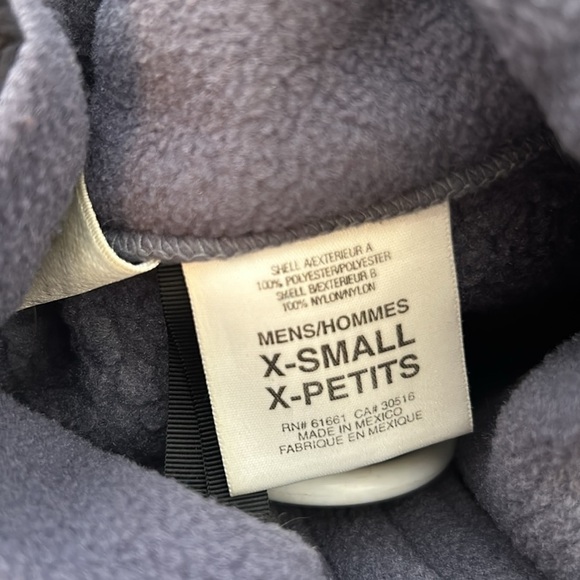 SHELL A/EXTERIEUR A
100% POLYESTER/POLYESTER
SHELL B/EXTERIEUR B
100% NYLON/NYLON
MENS/HOMMES
X-SMALL
X-PETITS
RN# 61661 CA# 30516
MADE IN MEXICO
FABRIQUE EN MEXIQUE